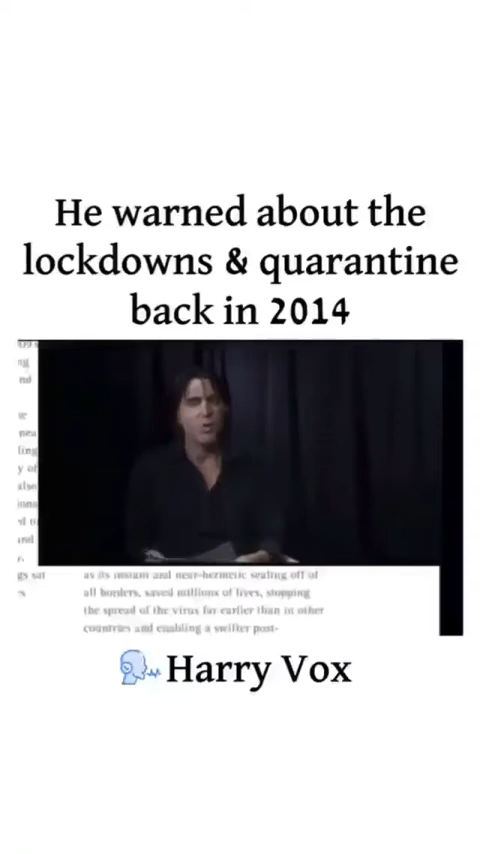 He warned about the
lockdowns & quarantine
back in 2014
as its instant and near-hermetic sealing off of
all borders, saved millions of lives, stopping
the spread of the virus far earlier than in other
countries and enabling a swifter post-
Harry Vox